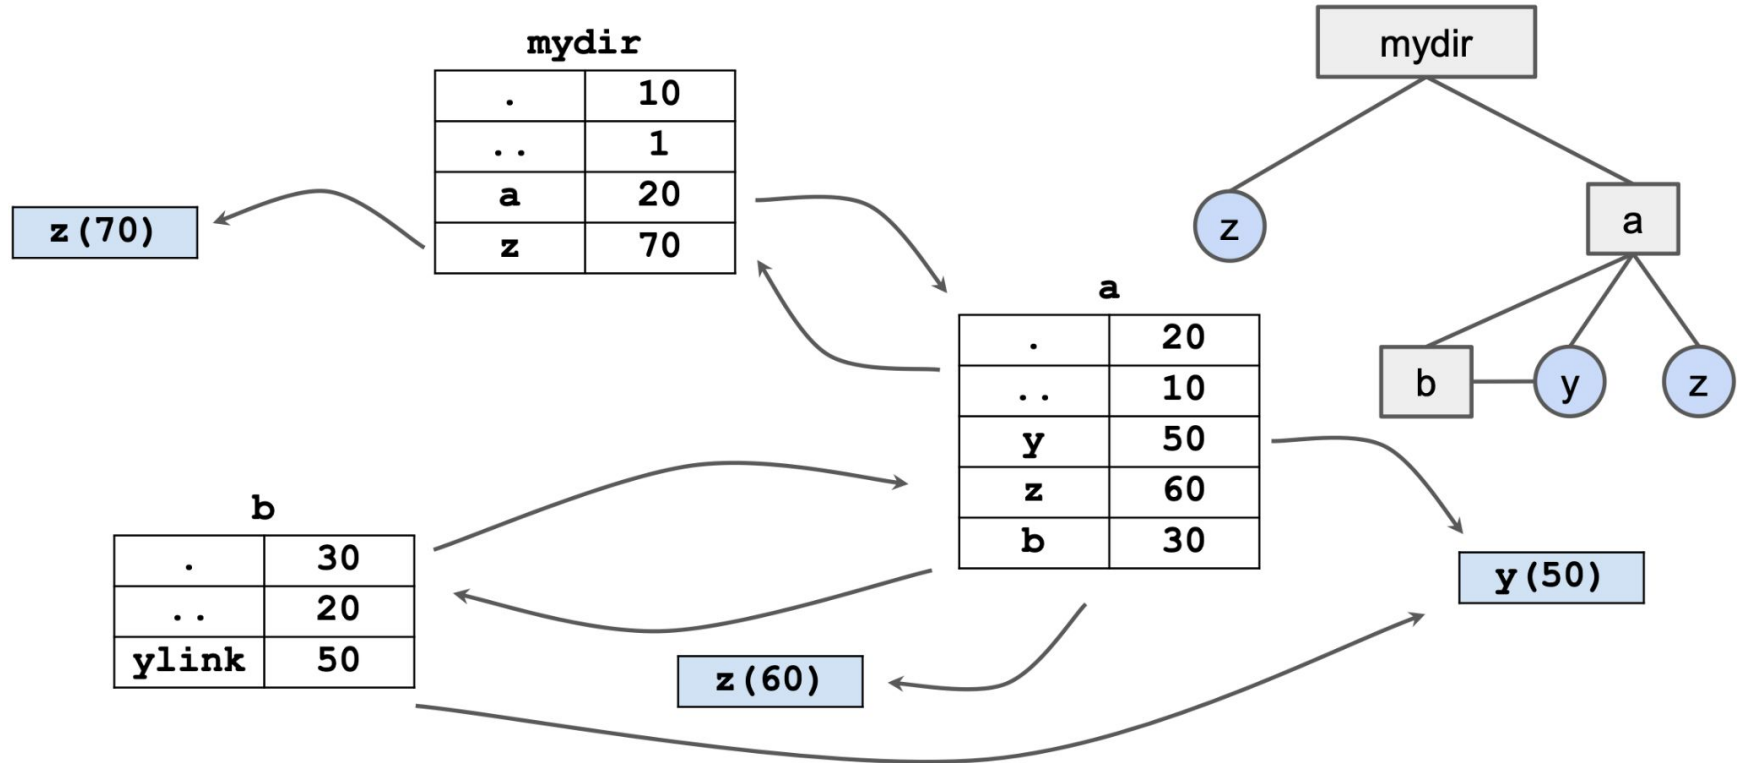 mydir
. 10
.. 1
a 20
z 70
z(70)
a
. 20
.. 10
y 50
z 60
b 30
b
. 30
.. 20
ylink 50
z(60)
y(50)
mydir
z
a
b
y
z